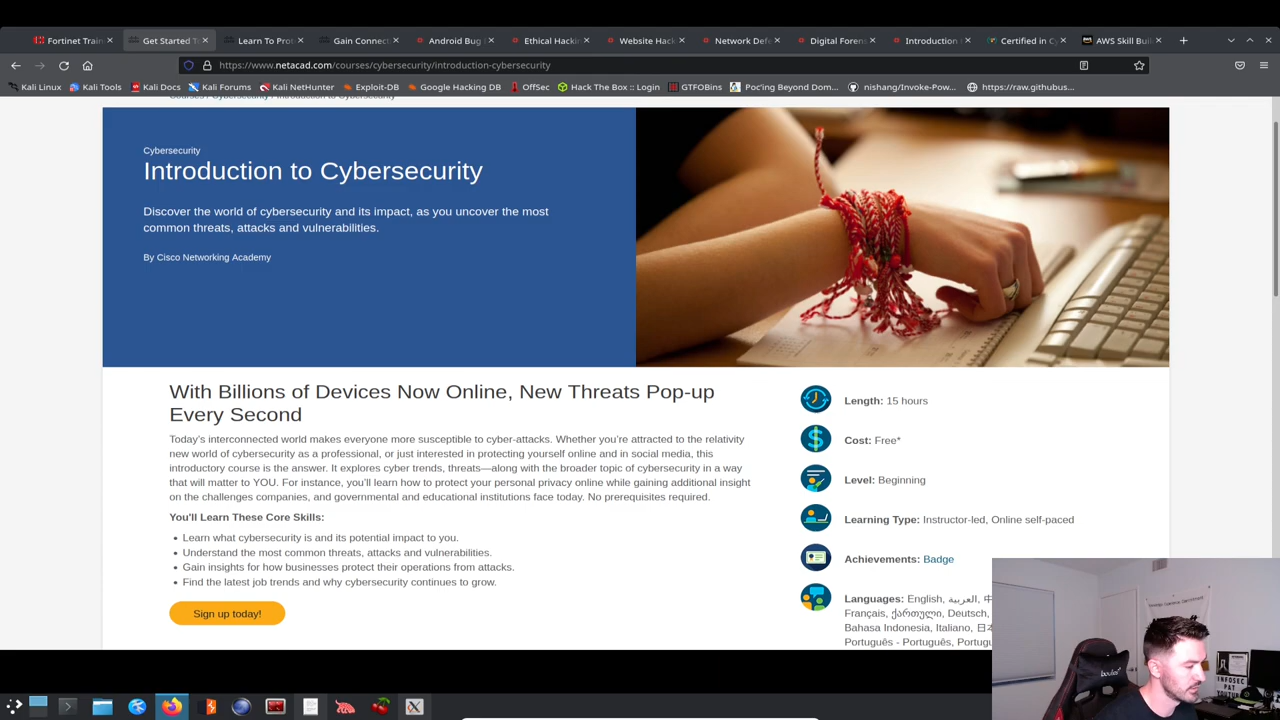 Fortinet Train
Get Started T
Learn To Prot
Gain Connect
Android Bug
Ethical Hackin
Website Hack
Network Defe
Digital Forens
Introduction
Certified in Cy
AWS Skill Buil
https://www.netacad.com/courses/cybersecurity/introduction-cybersecurity
Kali Linux
Kali Tools
Kali Docs
Kali Forums
Kali NetHunter
Exploit-DB
Google Hacking DB
OffSec
Hack The Box :: Login
GTFOBins
Poc'ing Beyond Dom...
nishang/Invoke-Pow...
https://raw.githubus...
Courses / Cybersecurity / Introduction to Cybersecurity
Cybersecurity
Introduction to Cybersecurity
Discover the world of cybersecurity and its impact, as you uncover the most
common threats, attacks and vulnerabilities.
By Cisco Networking Academy
With Billions of Devices Now Online, New Threats Pop-up
Every Second
Today's interconnected world makes everyone more susceptible to cyber-attacks. Whether you're attracted to the relativity
new world of cybersecurity as a professional, or just interested in protecting yourself online and in social media, this
introductory course is the answer. It explores cyber trends, threats—along with the broader topic of cybersecurity in a way
that will matter to YOU. For instance, you'll learn how to protect your personal privacy online while gaining additional insight
on the challenges companies, and governmental and educational institutions face today. No prerequisites required.
You'll Learn These Core Skills:
Learn what cybersecurity is and its potential impact to you.
Understand the most common threats, attacks and vulnerabilities.
Gain insights for how businesses protect their operations from attacks.
Find the latest job trends and why cybersecurity continues to grow.
Sign up today!
Length: 15 hours
Cost: Free*
Level: Beginning
Learning Type: Instructor-led, Online self-paced
Achievements: Badge
Languages: English, العربية, 中
Français, ქართული, Deutsch,
Bahasa Indonesia, Italiano, 日本
Português - Português, Portugu
INFOSEC
PAT